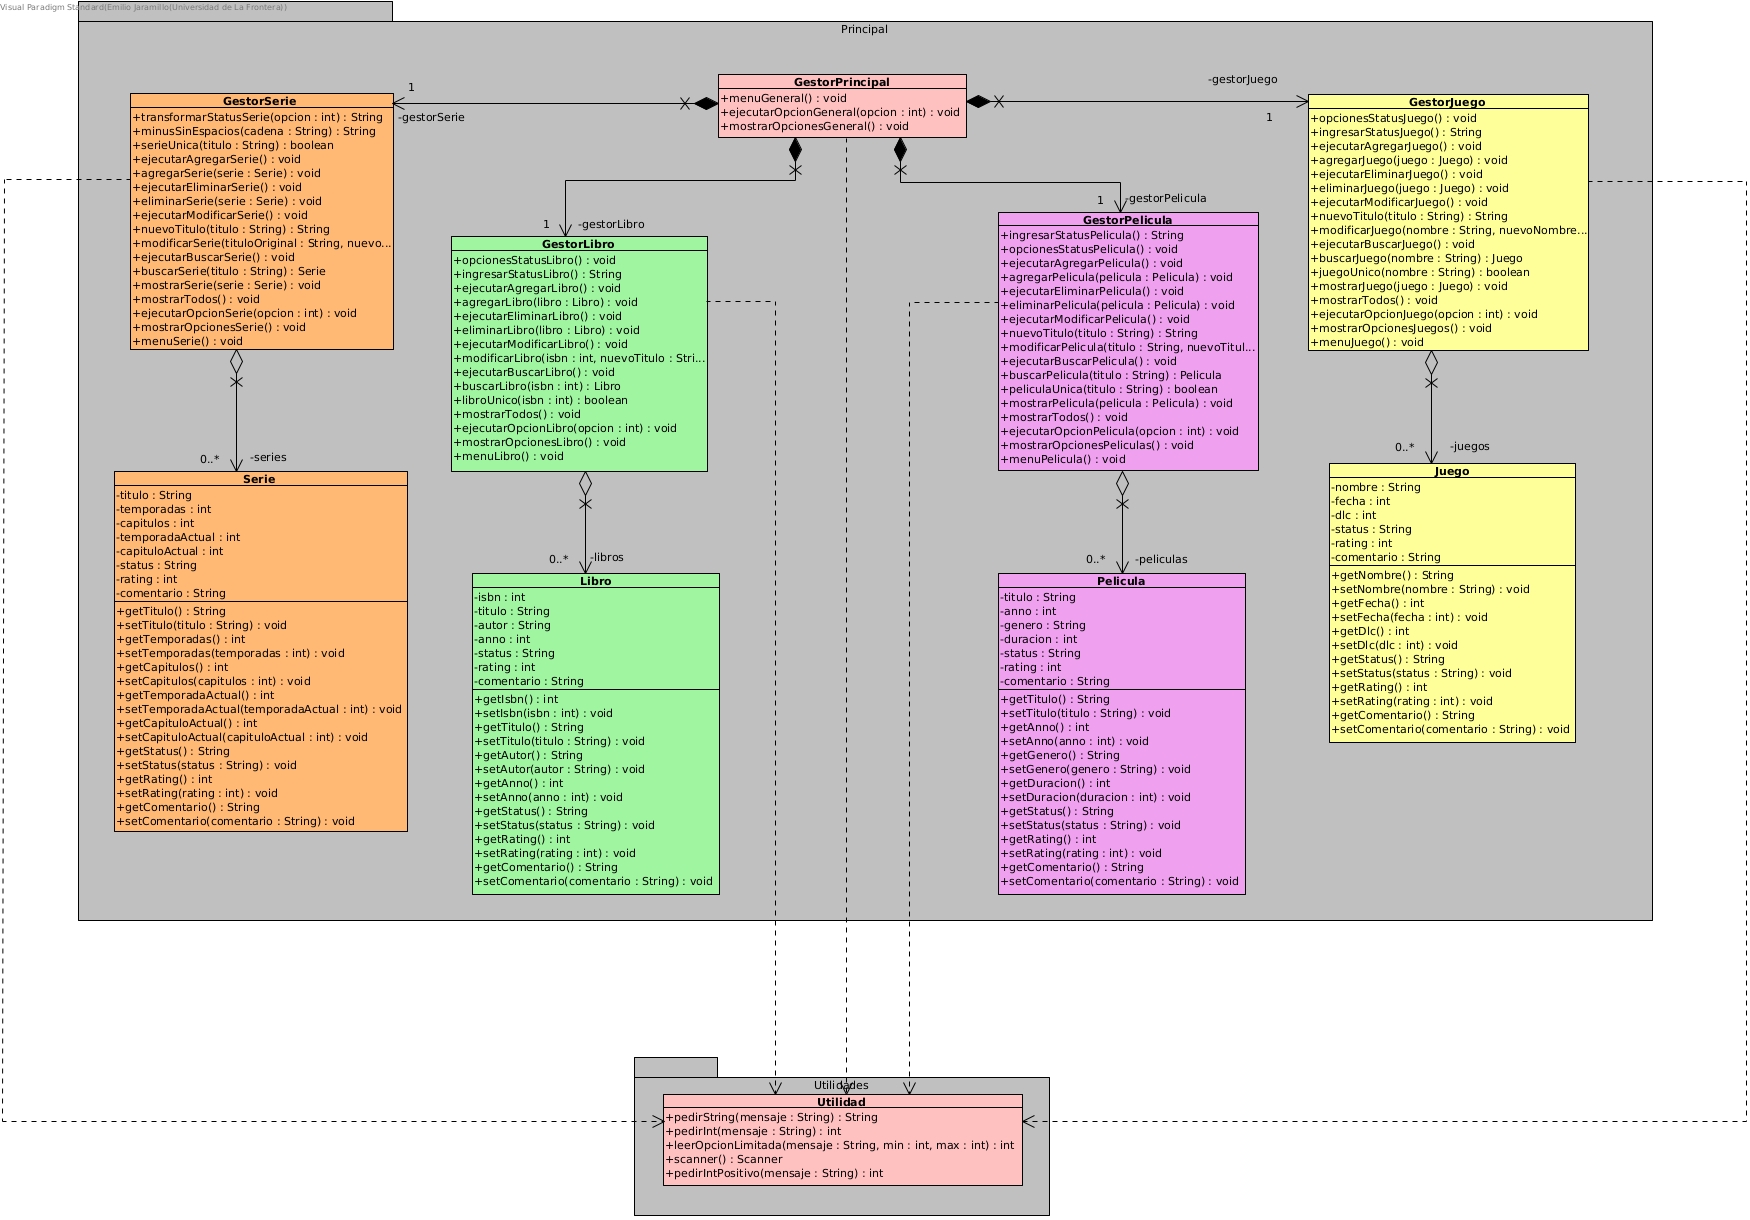 Visual Paradigm Standard(Emilio Jaramillo(Universidad de La Frontera))
Principal
GestorPrincipal
+menuGeneral() : void
+ejecutarOpcionGeneral(opcion : int) : void
+mostrarOpcionesGeneral() : void
1
-gestorSerie
-gestorJuego
1
1
-gestorLibro
1
-gestorPelicula
GestorSerie
+transformarStatusSerie(opcion : int) : String
+minusSinEspacios(cadena : String) : String
+serieUnica(titulo : String) : boolean
+ejecutarAgregarSerie() : void
+agregarSerie(serie : Serie) : void
+ejecutarEliminarSerie() : void
+eliminarSerie(serie : Serie) : void
+ejecutarModificarSerie() : void
+nuevoTitulo(titulo : String) : String
+modificarSerie(tituloOriginal : String, nuevo...
+ejecutarBuscarSerie() : void
+buscarSerie(titulo : String) : Serie
+mostrarSerie(serie : Serie) : void
+mostrarTodos() : void
+ejecutarOpcionSerie(opcion : int) : void
+mostrarOpcionesSerie() : void
+menuSerie() : void
GestorLibro
+opcionesStatusLibro() : void
+ingresarStatusLibro() : String
+ejecutarAgregarLibro() : void
+agregarLibro(libro : Libro) : void
+ejecutarEliminarLibro() : void
+eliminarLibro(libro : Libro) : void
+ejecutarModificarLibro() : void
+modificarLibro(isbn : int, nuevoTitulo : Stri...
+ejecutarBuscarLibro() : void
+buscarLibro(isbn : int) : Libro
+libroUnico(isbn : int) : boolean
+mostrarTodos() : void
+ejecutarOpcionLibro(opcion : int) : void
+mostrarOpcionesLibro() : void
+menuLibro() : void
GestorPelicula
+ingresarStatusPelicula() : String
+opcionesStatusPelicula() : void
+ejecutarAgregarPelicula() : void
+agregarPelicula(pelicula : Pelicula) : void
+ejecutarEliminarPelicula() : void
+eliminarPelicula(pelicula : Pelicula) : void
+ejecutarModificarPelicula() : void
+nuevoTitulo(titulo : String) : String
+modificarPelicula(titulo : String, nuevoTitul...
+ejecutarBuscarPelicula() : void
+buscarPelicula(titulo : String) : Pelicula
+peliculaUnica(titulo : String) : boolean
+mostrarPelicula(pelicula : Pelicula) : void
+mostrarTodos() : void
+ejecutarOpcionPelicula(opcion : int) : void
+mostrarOpcionesPeliculas() : void
+menuPelicula() : void
GestorJuego
+opcionesStatusJuego() : void
+ingresarStatusJuego() : String
+ejecutarAgregarJuego() : void
+agregarJuego(juego : Juego) : void
+ejecutarEliminarJuego() : void
+eliminarJuego(juego : Juego) : void
+ejecutarModificarJuego() : void
+nuevoTitulo(titulo : String) : String
+modificarJuego(nombre : String, nuevoNombre...
+ejecutarBuscarJuego() : void
+buscarJuego(nombre : String) : Juego
+juegoUnico(nombre : String) : boolean
+mostrarJuego(juego : Juego) : void
+mostrarTodos() : void
+ejecutarOpcionJuego(opcion : int) : void
+mostrarOpcionesJuegos() : void
+menuJuego() : void
0..*
-series
0..*
-libros
0..*
-peliculas
0..*
-juegos
Serie
-titulo : String
-temporadas : int
-capitulos : int
-temporadaActual : int
-capituloActual : int
-status : String
-rating : int
-comentario : String
+getTitulo() : String
+setTitulo(titulo : String) : void
+getTemporadas() : int
+setTemporadas(temporadas : int) : void
+getCapitulos() : int
+setCapitulos(capitulos : int) : void
+getTemporadaActual() : int
+setTemporadaActual(temporadaActual : int) : void
+getCapituloActual() : int
+setCapituloActual(capituloActual : int) : void
+getStatus() : String
+setStatus(status : String) : void
+getRating() : int
+setRating(rating : int) : void
+getComentario() : String
+setComentario(comentario : String) : void
Libro
-isbn : int
-titulo : String
-autor : String
-anno : int
-status : String
-rating : int
-comentario : String
+getIsbn() : int
+setIsbn(isbn : int) : void
+getTitulo() : String
+setTitulo(titulo : String) : void
+getAutor() : String
+setAutor(autor : String) : void
+getAnno() : int
+setAnno(anno : int) : void
+getStatus() : String
+setStatus(status : String) : void
+getRating() : int
+setRating(rating : int) : void
+getComentario() : String
+setComentario(comentario : String) : void
Pelicula
-titulo : String
-anno : int
-genero : String
-duracion : int
-status : String
-rating : int
-comentario : String
+getTitulo() : String
+setTitulo(titulo : String) : void
+getAnno() : int
+setAnno(anno : int) : void
+getGenero() : String
+setGenero(genero : String) : void
+getDuracion() : int
+setDuracion(duracion : int) : void
+getStatus() : String
+setStatus(status : String) : void
+getRating() : int
+setRating(rating : int) : void
+getComentario() : String
+setComentario(comentario : String) : void
Juego
-nombre : String
-fecha : int
-dlc : int
-status : String
-rating : int
-comentario : String
+getNombre() : String
+setNombre(nombre : String) : void
+getFecha() : int
+setFecha(fecha : int) : void
+getDlc() : int
+setDlc(dlc : int) : void
+getStatus() : String
+setStatus(status : String) : void
+getRating() : int
+setRating(rating : int) : void
+getComentario() : String
+setComentario(comentario : String) : void
Utilidades
Utilidad
+pedirString(mensaje : String) : String
+pedirInt(mensaje : String) : int
+leerOpcionLimitada(mensaje : String, min : int, max : int) : int
+scanner() : Scanner
+pedirIntPositivo(mensaje : String) : int